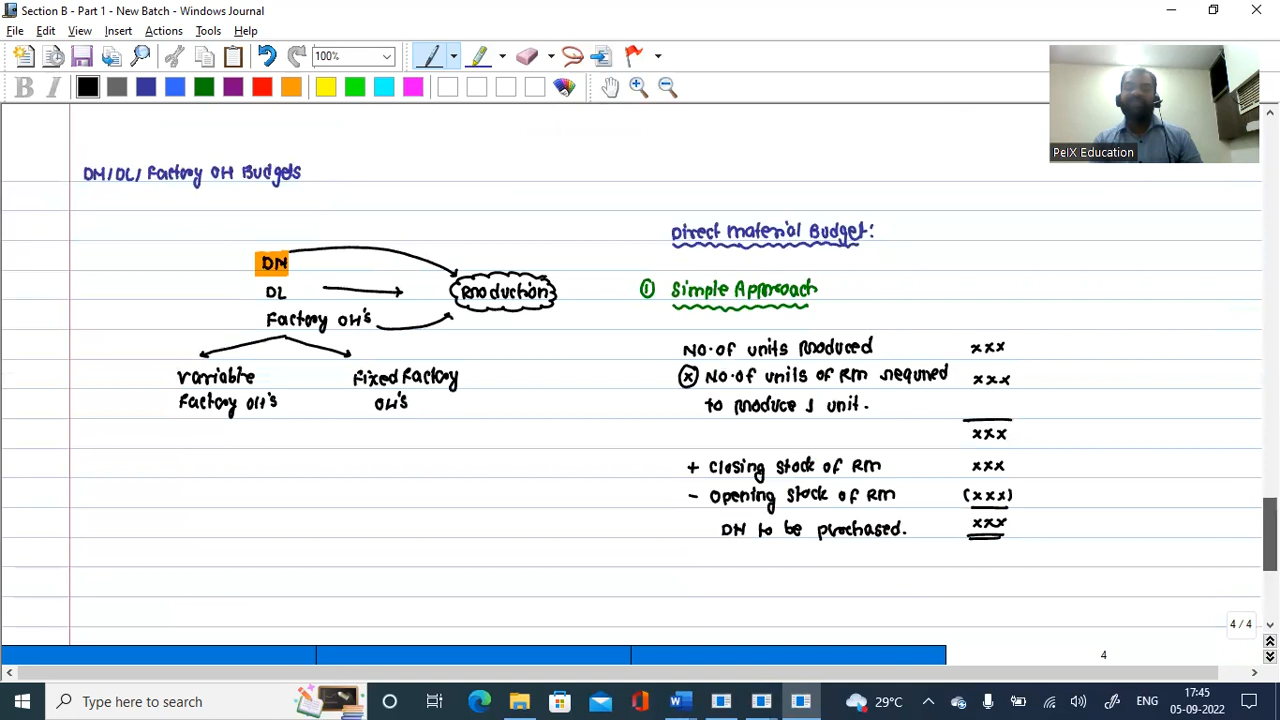 Section B - Part 1 - New Batch - Windows Journal
File Edit View Insert Actions Tools Help
100%
B I
PelX Education
DM/DL/Factory OH Budgets
DM
DL
Factory OH's
Production
Variable
Factory OH's
Fixed Factory
OH's
Direct Material Budget:
① Simple Approach
No.of units Produced xxx
ⓧ No.of units of RM required xxx
to produce 1 unit.
xxx
+ Closing stock of RM xxx
- Opening stock of RM (xxx)
DM to be purchased. xxx
4 / 4
4
Type here to search
29°C
ENG
17:45
05-09-2022